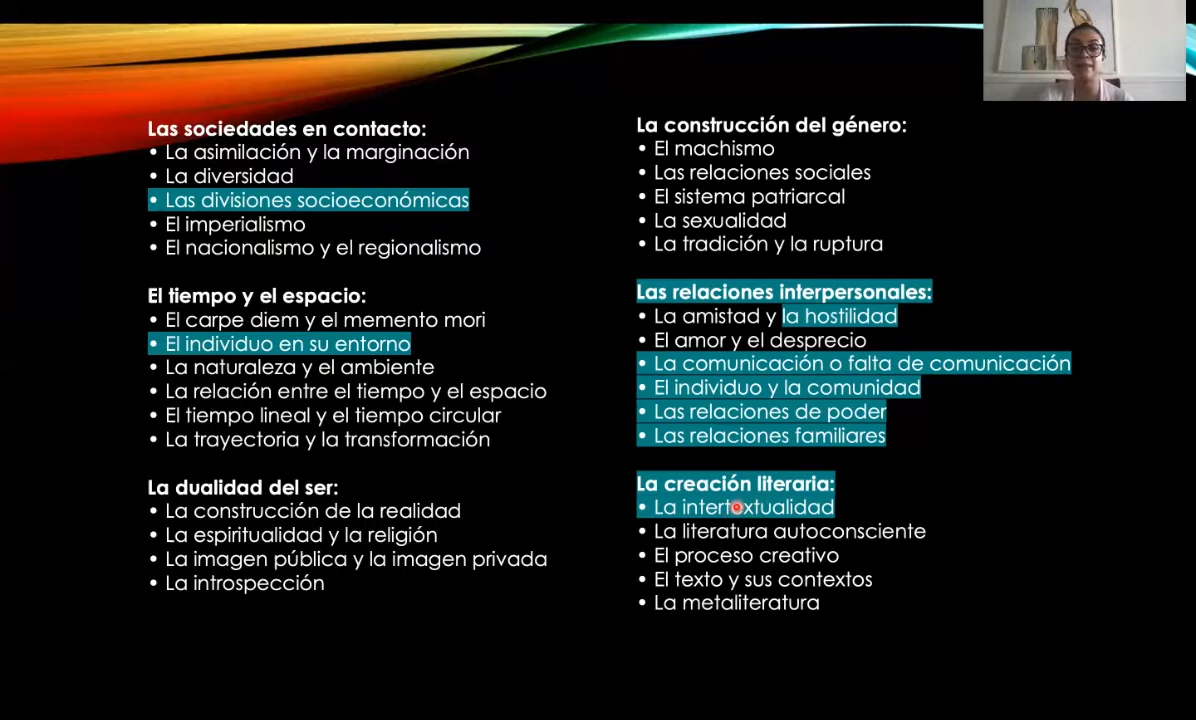 Las sociedades en contacto:
• La asimilación y la marginación
• La diversidad
• Las divisiones socioeconómicas
• El imperialismo
• El nacionalismo y el regionalismo
El tiempo y el espacio:
• El carpe diem y el memento mori
• El individuo en su entorno
• La naturaleza y el ambiente
• La relación entre el tiempo y el espacio
• El tiempo lineal y el tiempo circular
• La trayectoria y la transformación
La dualidad del ser:
• La construcción de la realidad
• La espiritualidad y la religión
• La imagen pública y la imagen privada
• La introspección
La construcción del género:
• El machismo
• Las relaciones sociales
• El sistema patriarcal
• La sexualidad
• La tradición y la ruptura
Las relaciones interpersonales:
• La amistad y la hostilidad
• El amor y el desprecio
• La comunicación o falta de comunicación
• El individuo y la comunidad
• Las relaciones de poder
• Las relaciones familiares
La creación literaria:
• La intertextualidad
• La literatura autoconsciente
• El proceso creativo
• El texto y sus contextos
• La metaliteratura